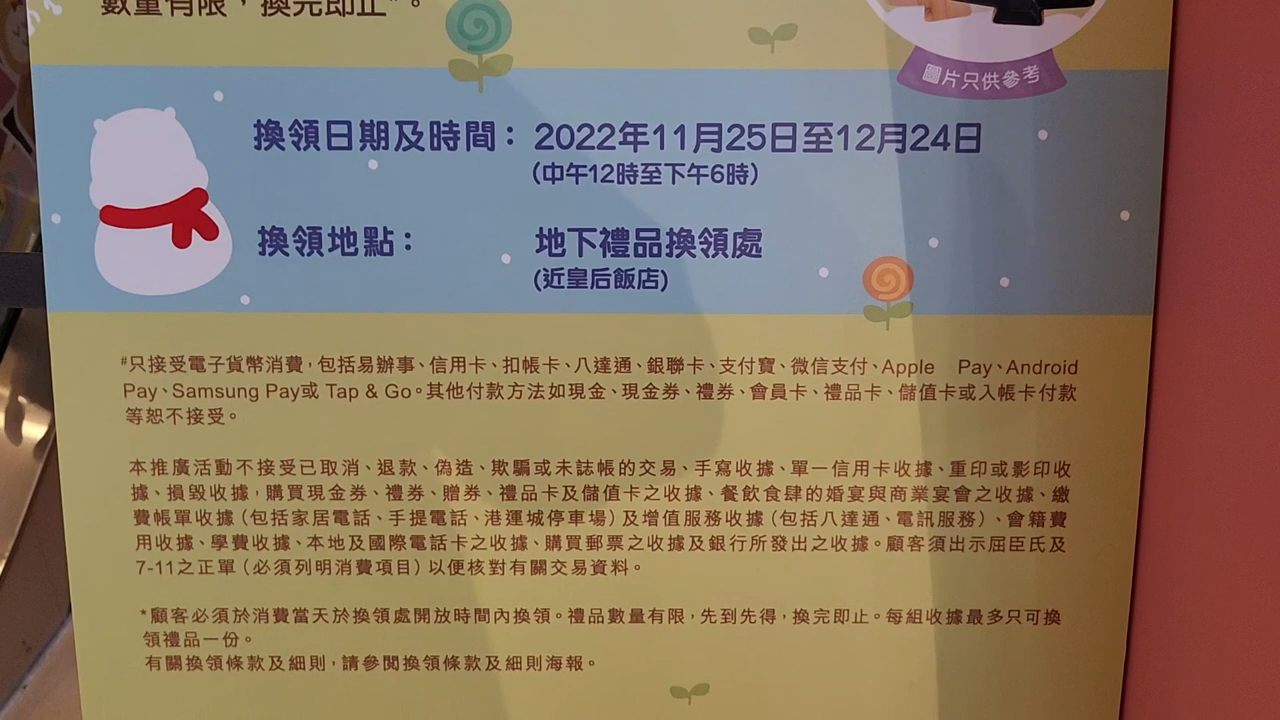 數量有限，換完即止*。
圖片只供參考
換領日期及時間： 2022年11月25日至12月24日
(中午12時至下午6時)
換領地點： 地下禮品換領處
(近皇后飯店)
#只接受電子貨幣消費，包括易辦事、信用卡、扣帳卡、八達通、銀聯卡、支付寶、微信支付、Apple Pay、Android
Pay、Samsung Pay或 Tap & Go。其他付款方法如現金、現金券、禮券、會員卡、禮品卡、儲值卡或入帳卡付款
等恕不接受。
本推廣活動不接受已取消、退款、偽造、欺騙或未誌帳的交易、手寫收據、單一信用卡收據、重印或影印收
據、損毀收據，購買現金券、禮券、贈券、禮品卡及儲值卡之收據、餐飲食肆的婚宴與商業宴會之收據、繳
費帳單收據（包括家居電話、手提電話、港運城停車場）及增值服務收據（包括八達通、電訊服務）、會籍費
用收據、學費收據、本地及國際電話卡之收據、購買郵票之收據及銀行所發出之收據。顧客須出示屈臣氏及
7-11之正單（必須列明消費項目）以便核對有關交易資料。
*顧客必須於消費當天於換領處開放時間內換領。禮品數量有限，先到先得，換完即止。每組收據最多只可換
領禮品一份。
有關換領條款及細則，請參閱換領條款及細則海報。